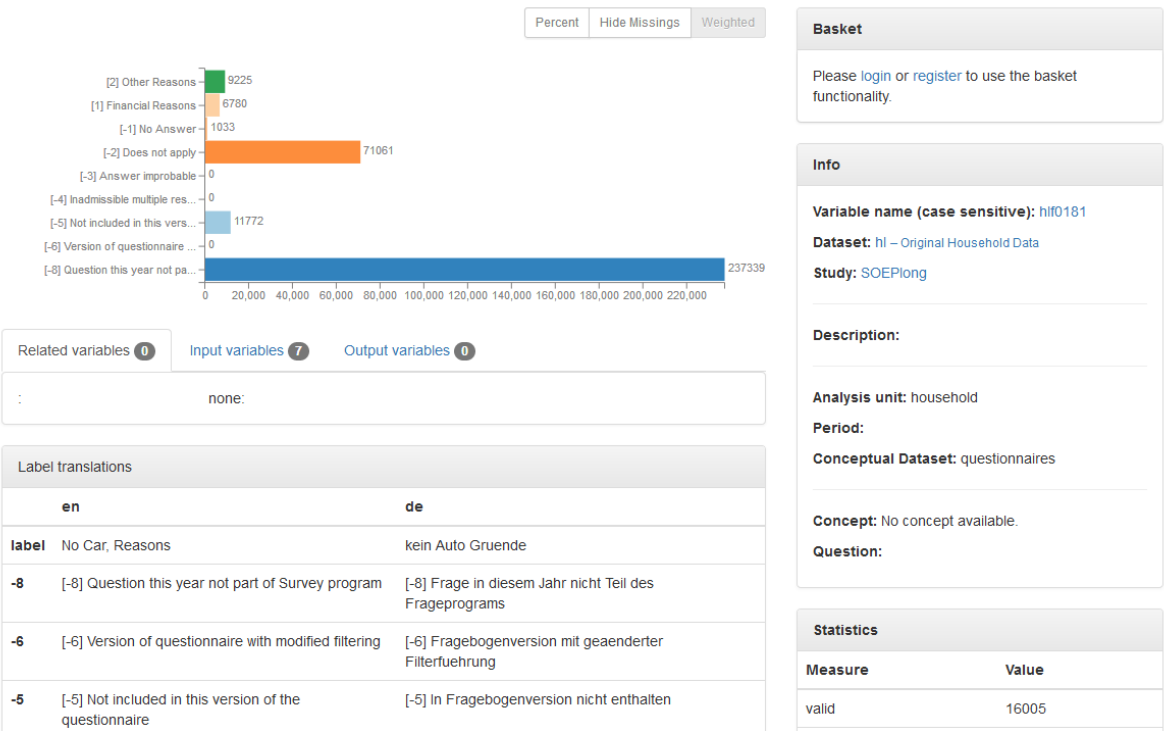 Percent Hide Missings Weighted
[2] Other Reasons 9225
[1] Financial Reasons 6780
[-1] No Answer 1033
[-2] Does not apply 71061
[-3] Answer improbable 0
[-4] Inadmissible multiple res... 0
[-5] Not included in this vers... 11772
[-6] Version of questionnaire ... 0
[-8] Question this year not pa... 237339
0 20,000 40,000 60,000 80,000 100,000 120,000 140,000 160,000 180,000 200,000 220,000
Related variables 0 Input variables 7 Output variables 0
: none:
Label translations
en de
label No Car, Reasons kein Auto Gruende
-8 [-8] Question this year not part of Survey program [-8] Frage in diesem Jahr nicht Teil des
Frageprograms
-6 [-6] Version of questionnaire with modified filtering [-6] Fragebogenversion mit geaenderter
Filterfuehrung
-5 [-5] Not included in this version of the [-5] In Fragebogenversion nicht enthalten
questionnaire
Basket
Please login or register to use the basket
functionality.
Info
Variable name (case sensitive): hlf0181
Dataset: hl – Original Household Data
Study: SOEPlong
Description:
Analysis unit: household
Period:
Conceptual Dataset: questionnaires
Concept: No concept available.
Question:
Statistics
Measure Value
valid 16005